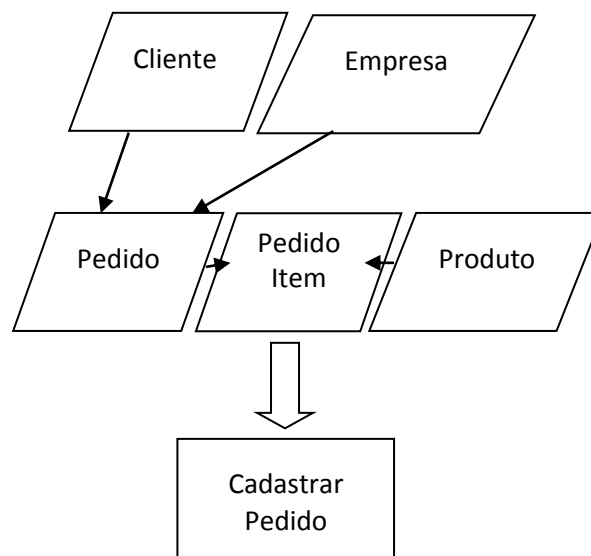 Cliente
Empresa
Pedido
Pedido
Item
Produto
Cadastrar
Pedido